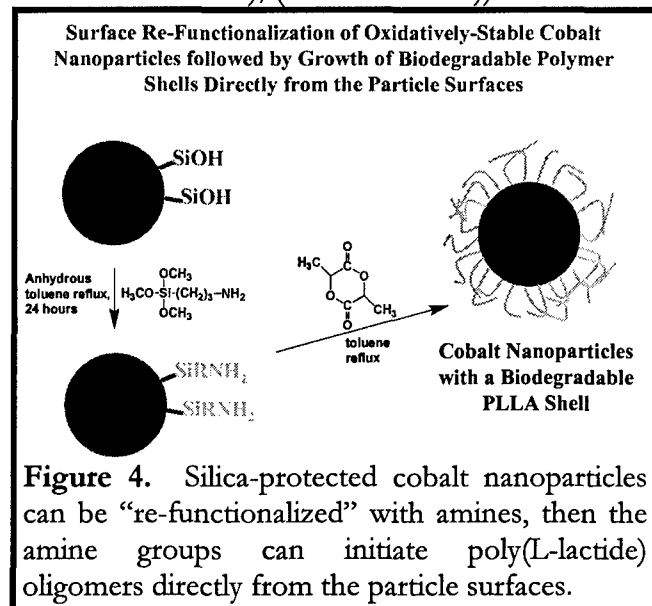 Surface Re-Functionalization of Oxidatively-Stable Cobalt
Nanoparticles followed by Growth of Biodegradable Polymer
Shells Directly from the Particle Surfaces
SiOH
SiOH
Anhydrous
toluene reflux,
24 hours
OCH3
H3CO-Si-(CH2)3-NH2
OCH3
O
H3C
O
O
CH3
O
toluene
reflux
SiRNH2
SiRNH2
Cobalt Nanoparticles
with a Biodegradable
PLLA Shell
Figure 4. Silica-protected cobalt nanoparticles
can be “re-functionalized” with amines, then the
amine groups can initiate poly(L-lactide)
oligomers directly from the particle surfaces.